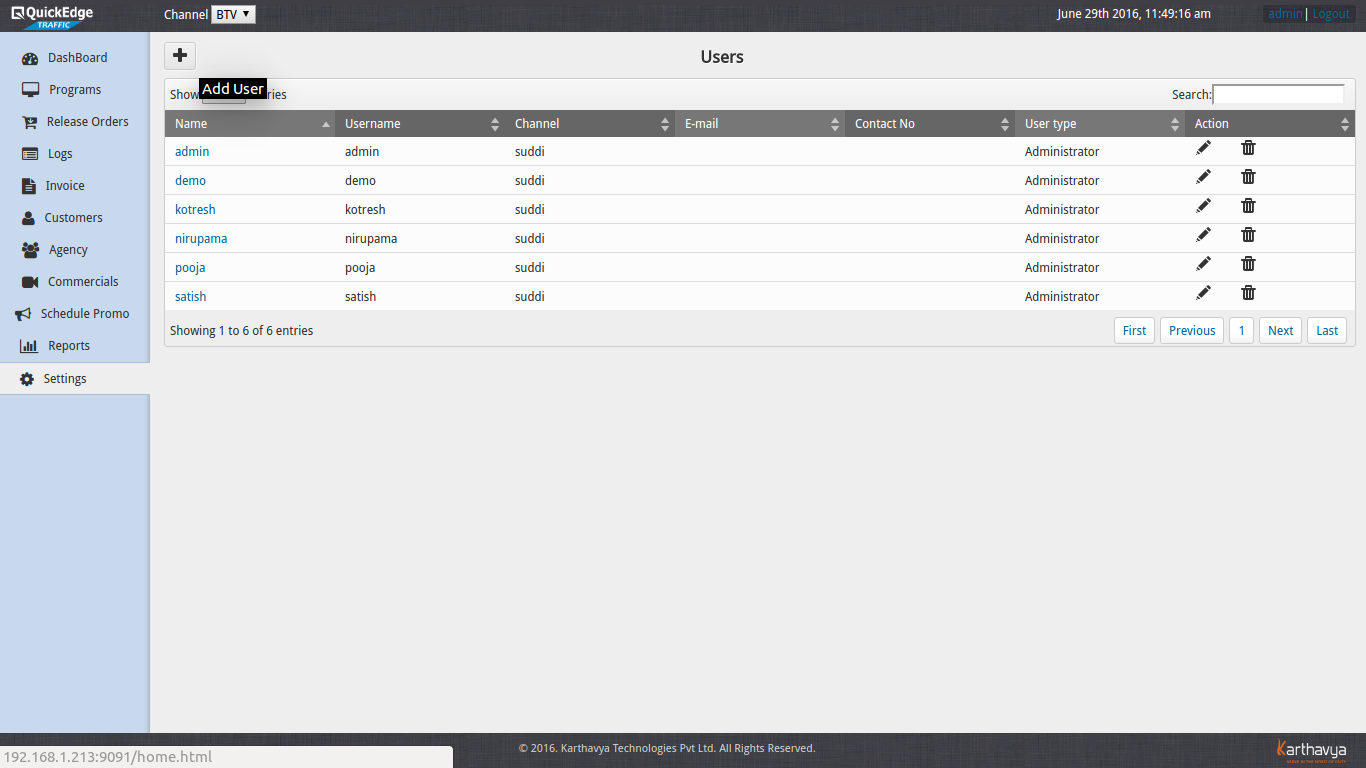 QuickEdge
TRAFFIC
Channel BTV
June 29th 2016, 11:49:16 am
admin | Logout
DashBoard
Programs
Release Orders
Logs
Invoice
Customers
Agency
Commercials
Schedule Promo
Reports
Settings
Users
Add User
Show
Search:
Name Username Channel E-mail Contact No User type Action
admin admin suddi Administrator
demo demo suddi Administrator
kotresh kotresh suddi Administrator
nirupama nirupama suddi Administrator
pooja pooja suddi Administrator
satish satish suddi Administrator
Showing 1 to 6 of 6 entries
First Previous 1 Next Last
192.168.1.213:9091/home.html
© 2016. Karthavya Technologies Pvt Ltd. All Rights Reserved.
Karthavya